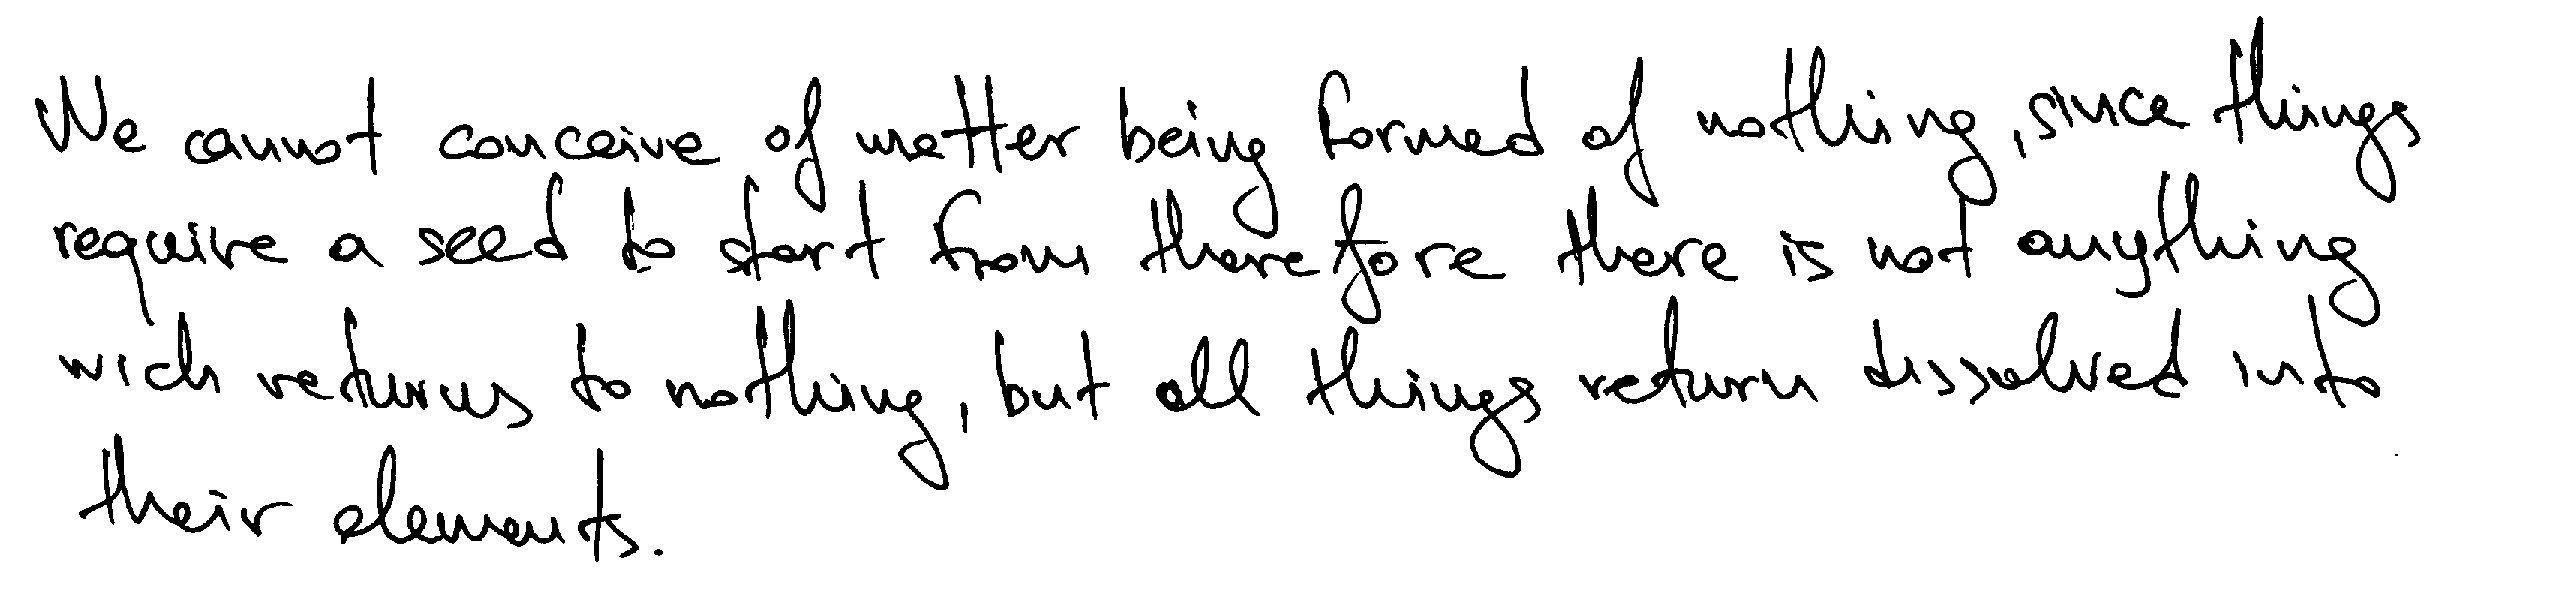 We cannot conceive of matter being formed of nothing, since things
require a seed to start from therefore there is not anything
wich returns to nothing, but all things return dissolved into
their elements.